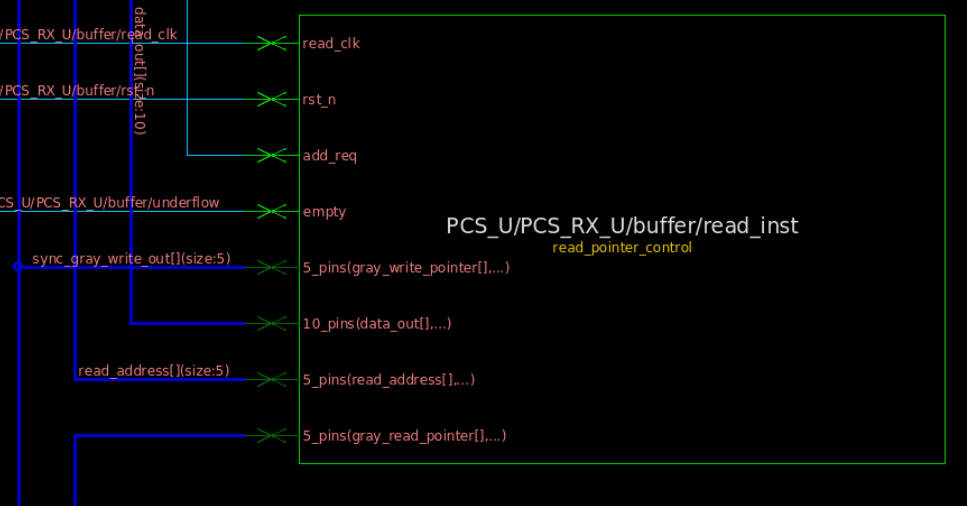 data_out[](size:10)
/PCS_RX_U/buffer/read_clk
read_clk
/PCS_RX_U/buffer/rst_n
rst_n
add_req
CS_U/PCS_RX_U/buffer/underflow
empty
PCS_U/PCS_RX_U/buffer/read_inst
read_pointer_control
sync_gray_write_out[](size:5)
5_pins(gray_write_pointer[],...)
10_pins(data_out[],...)
read_address[](size:5)
5_pins(read_address[],...)
5_pins(gray_read_pointer[],...)